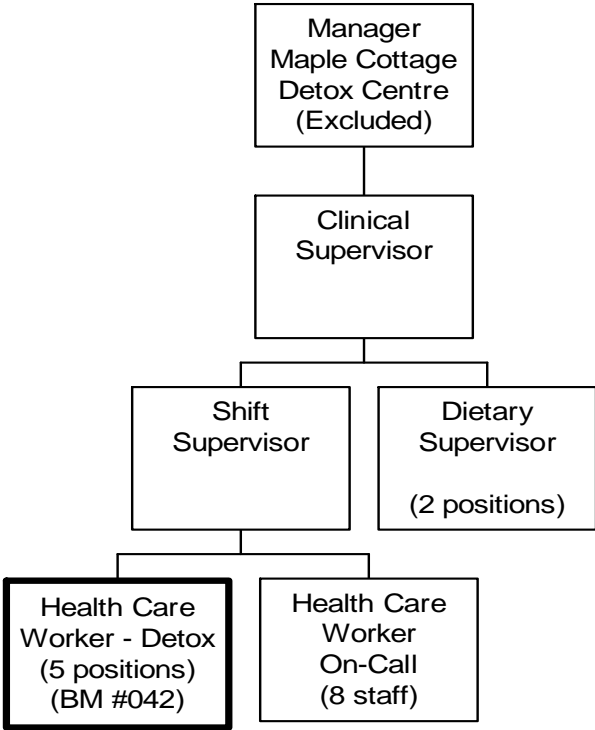 Manager
Maple Cottage
Detox Centre
(Excluded)
Clinical
Supervisor
Shift
Supervisor
Dietary
Supervisor
(2 positions)
Health Care
Worker - Detox
(5 positions)
(BM #042)
Health Care
Worker
On-Call
(8 staff)